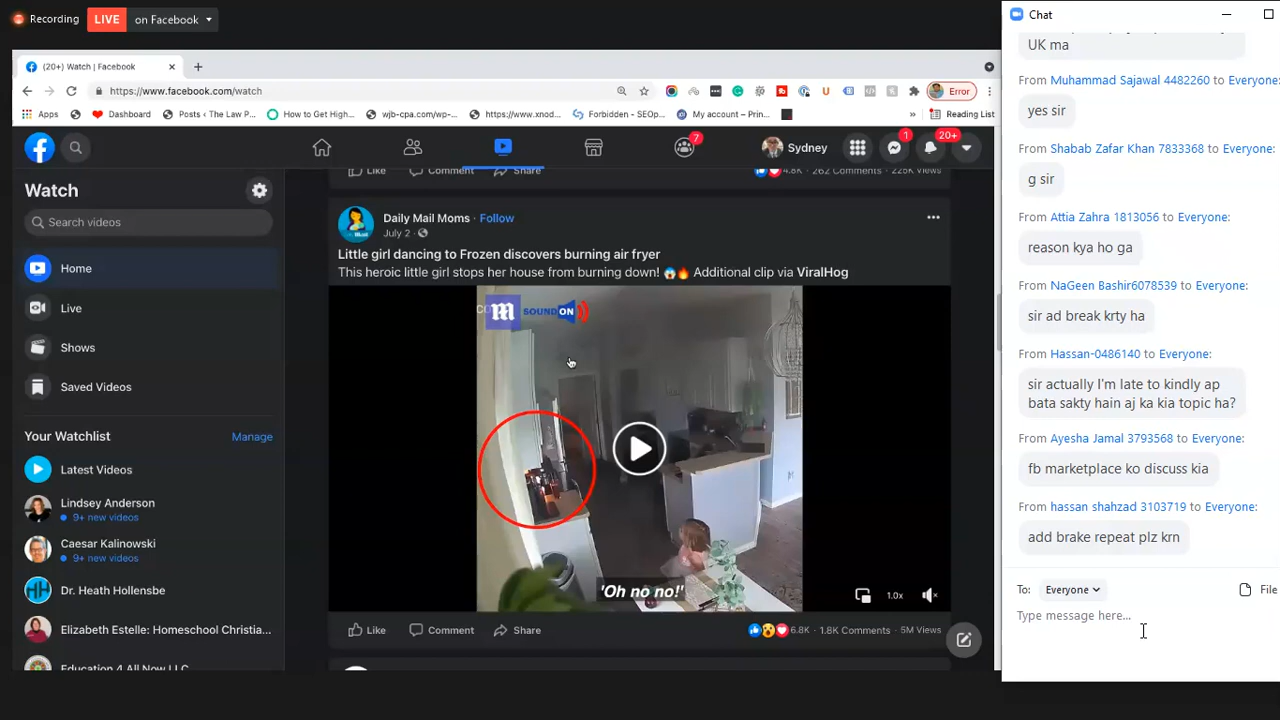 Recording
LIVE on Facebook
(20+) Watch | Facebook
https://www.facebook.com/watch
Error
Apps
Dashboard
Posts ‹ The Law P...
How to Get High...
wjb-cpa.com/wp-...
https://www.xnod...
Forbidden - SEOp...
My account – Prin...
Reading List
7
Sydney
1
20+
Watch
Search videos
Home
Live
Shows
Saved Videos
Your Watchlist
Manage
Latest Videos
Lindsey Anderson
9+ new videos
Caesar Kalinowski
9+ new videos
Dr. Heath Hollensbe
Elizabeth Estelle: Homeschool Christia...
Education 4 All Now LLC
Like Comment Share 4.8K · 262 Comments · 225K Views
Daily Mail Moms · Follow
July 2 ·
Little girl dancing to Frozen discovers burning air fryer
This heroic little girl stops her house from burning down! 😱🔥 Additional clip via ViralHog
m SOUND ON
'Oh no no!'
1.0x
Like Comment Share 6.8K · 1.8K Comments · 5M Views
Chat
UK ma
From Muhammad Sajawal 4482260 to Everyone:
yes sir
From Shabab Zafar Khan 7833368 to Everyone:
g sir
From Attia Zahra 1813056 to Everyone:
reason kya ho ga
From NaGeen Bashir6078539 to Everyone:
sir ad break krty ha
From Hassan-0486140 to Everyone:
sir actually I'm late to kindly ap
bata sakty hain aj ka kia topic ha?
From Ayesha Jamal 3793568 to Everyone:
fb marketplace ko discuss kia
From hassan shahzad 3103719 to Everyone:
add brake repeat plz krn
To: Everyone
File
Type message here...